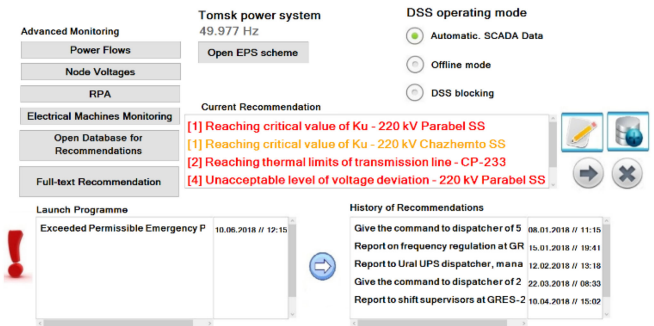 Tomsk power system
49.977 Hz
Open EPS scheme
DSS operating mode
Automatic. SCADA Data
Offline mode
DSS blocking
Advanced Monitoring
Power Flows
Node Voltages
RPA
Electrical Machines Monitoring
Open Database for
Recommendations
Full-text Recommendation
Current Recommendation
[1] Reaching critical value of Ku - 220 kV Parabel SS
[1] Reaching critical value of Ku - 220 kV Chazhemto SS
[2] Reaching thermal limits of transmission line - CP-233
[4] Unacceptable level of voltage deviation - 220 kV Parabel SS
Launch Programme
Exceeded Permissible Emergency P 10.06.2018 // 12:15
History of Recommendations
Give the command to dispatcher of 5 08.01.2018 // 11:15
Report on frequency regulation at GR 15.01.2018 // 19:41
Report to Ural UPS dispatcher, mana 12.02.2018 // 13:18
Give the command to dispatcher of 2 22.03.2018 // 08:33
Report to shift supervisors at GRES-2 10.04.2018 // 15:02